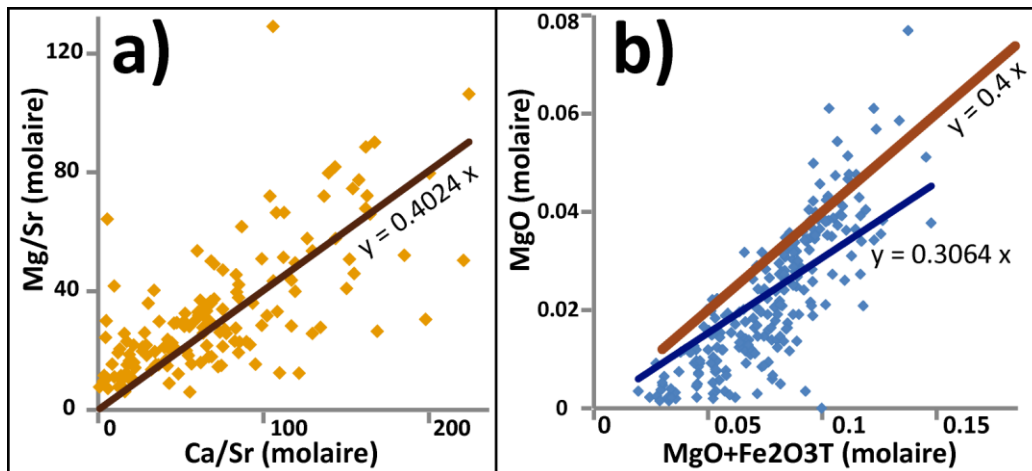 a)
120
80
40
0
Mg/Sr (molaire)
y = 0.4024 x
0
100
200
Ca/Sr (molaire)
b)
0.08
0.06
0.04
0.02
0
MgO (molaire)
y = 0.4 x
y = 0.3064 x
0
0.05
0.1
0.15
MgO+Fe2O3T (molaire)